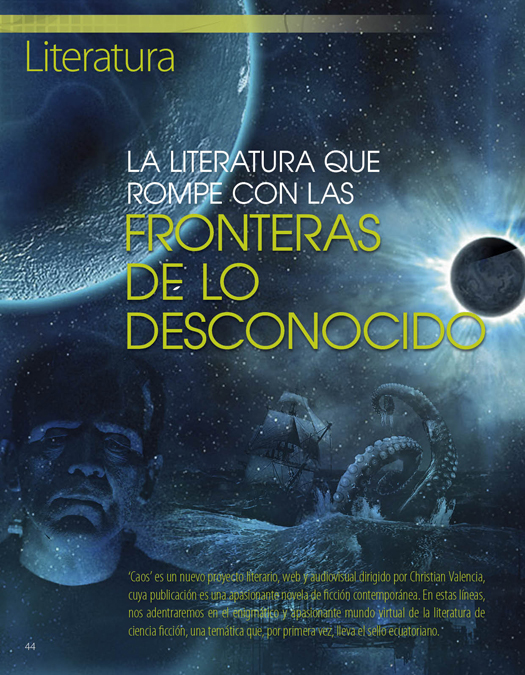 Literatura
LA LITERATURA QUE
ROMPE CON LAS
FRONTERAS
DE LO
DESCONOCIDO
‘Caos’ es un nuevo proyecto literario, web y audiovisual dirigido por Christian Valencia,
cuya publicación es una apasionante novela de ficción contemporánea. En estas líneas,
nos adentraremos en el enigmático y apasionante mundo virtual de la literatura de
ciencia ficción, una temática que, por primera vez, lleva el sello ecuatoriano.
44